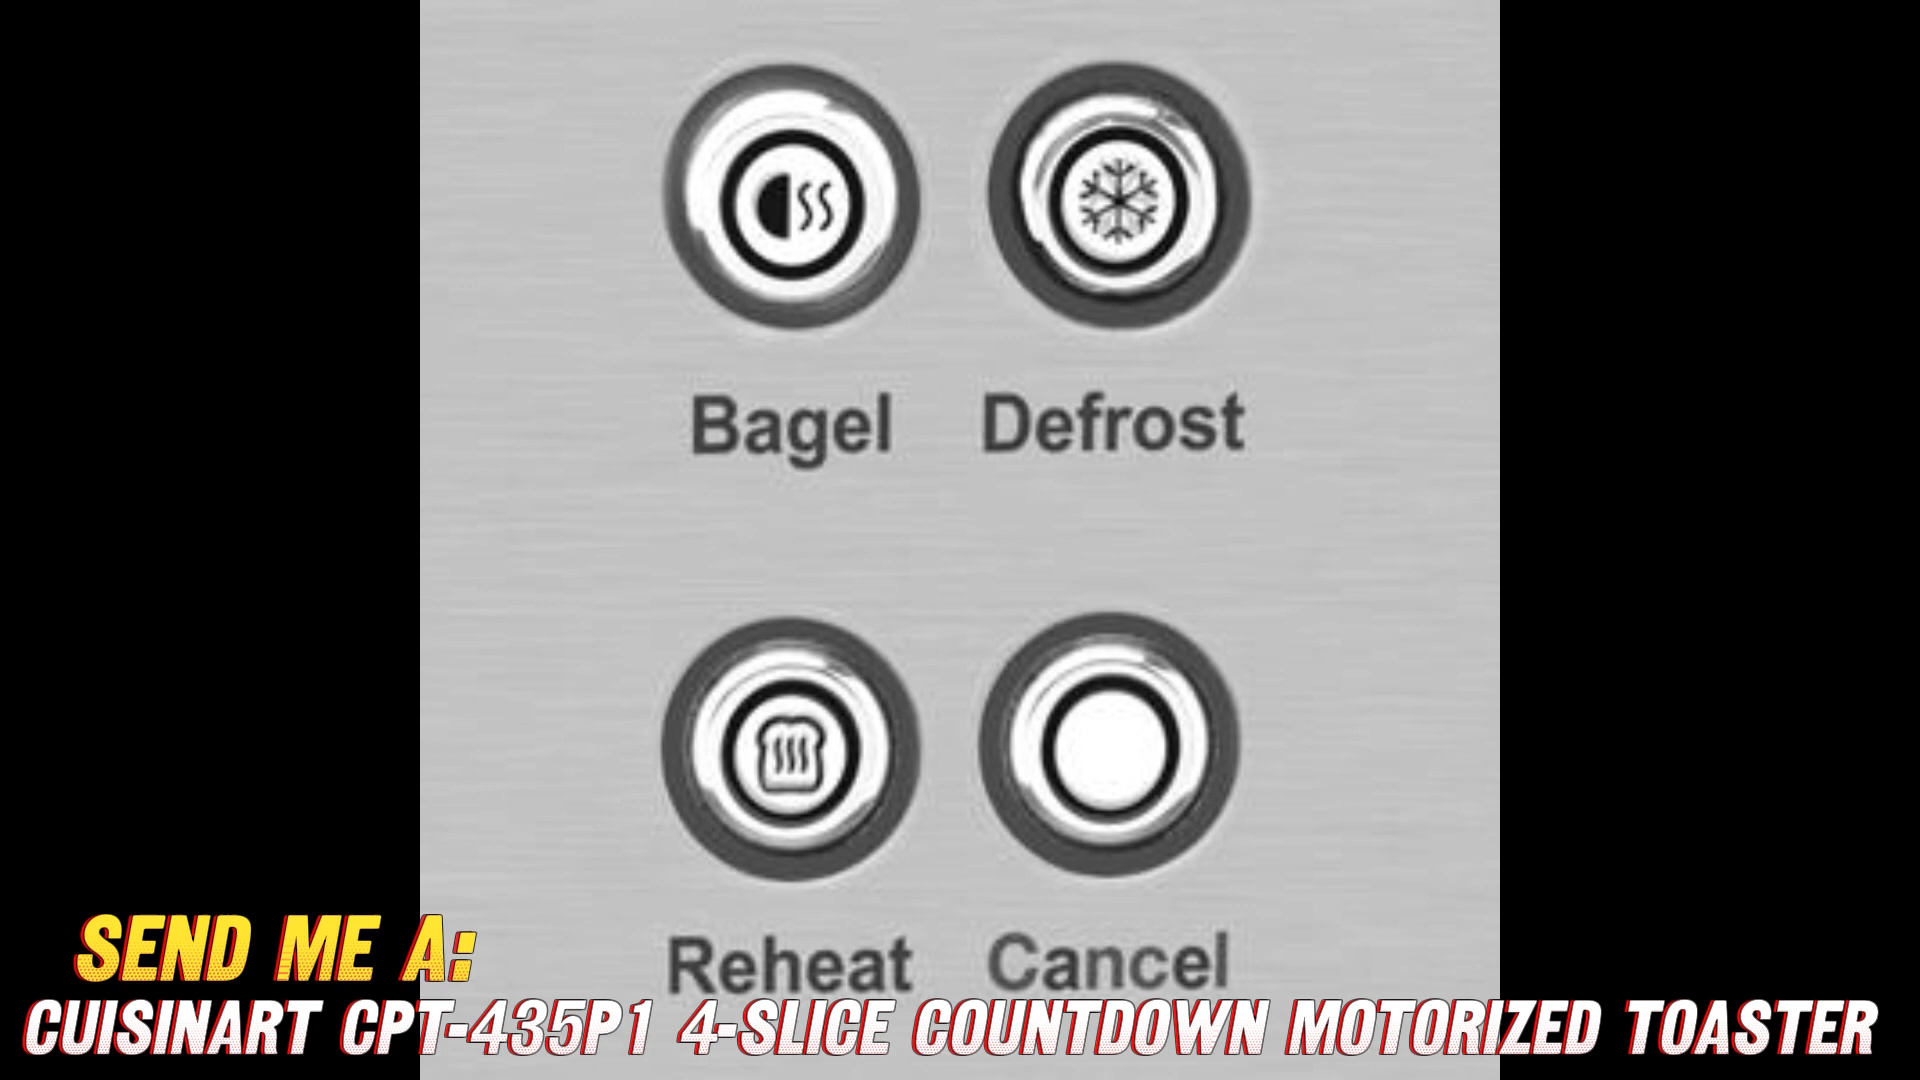 Bagel Defrost
Reheat Cancel
SEND ME A:
CUISINART CPT-435P1 4-SLICE COUNTDOWN MOTORIZED TOASTER